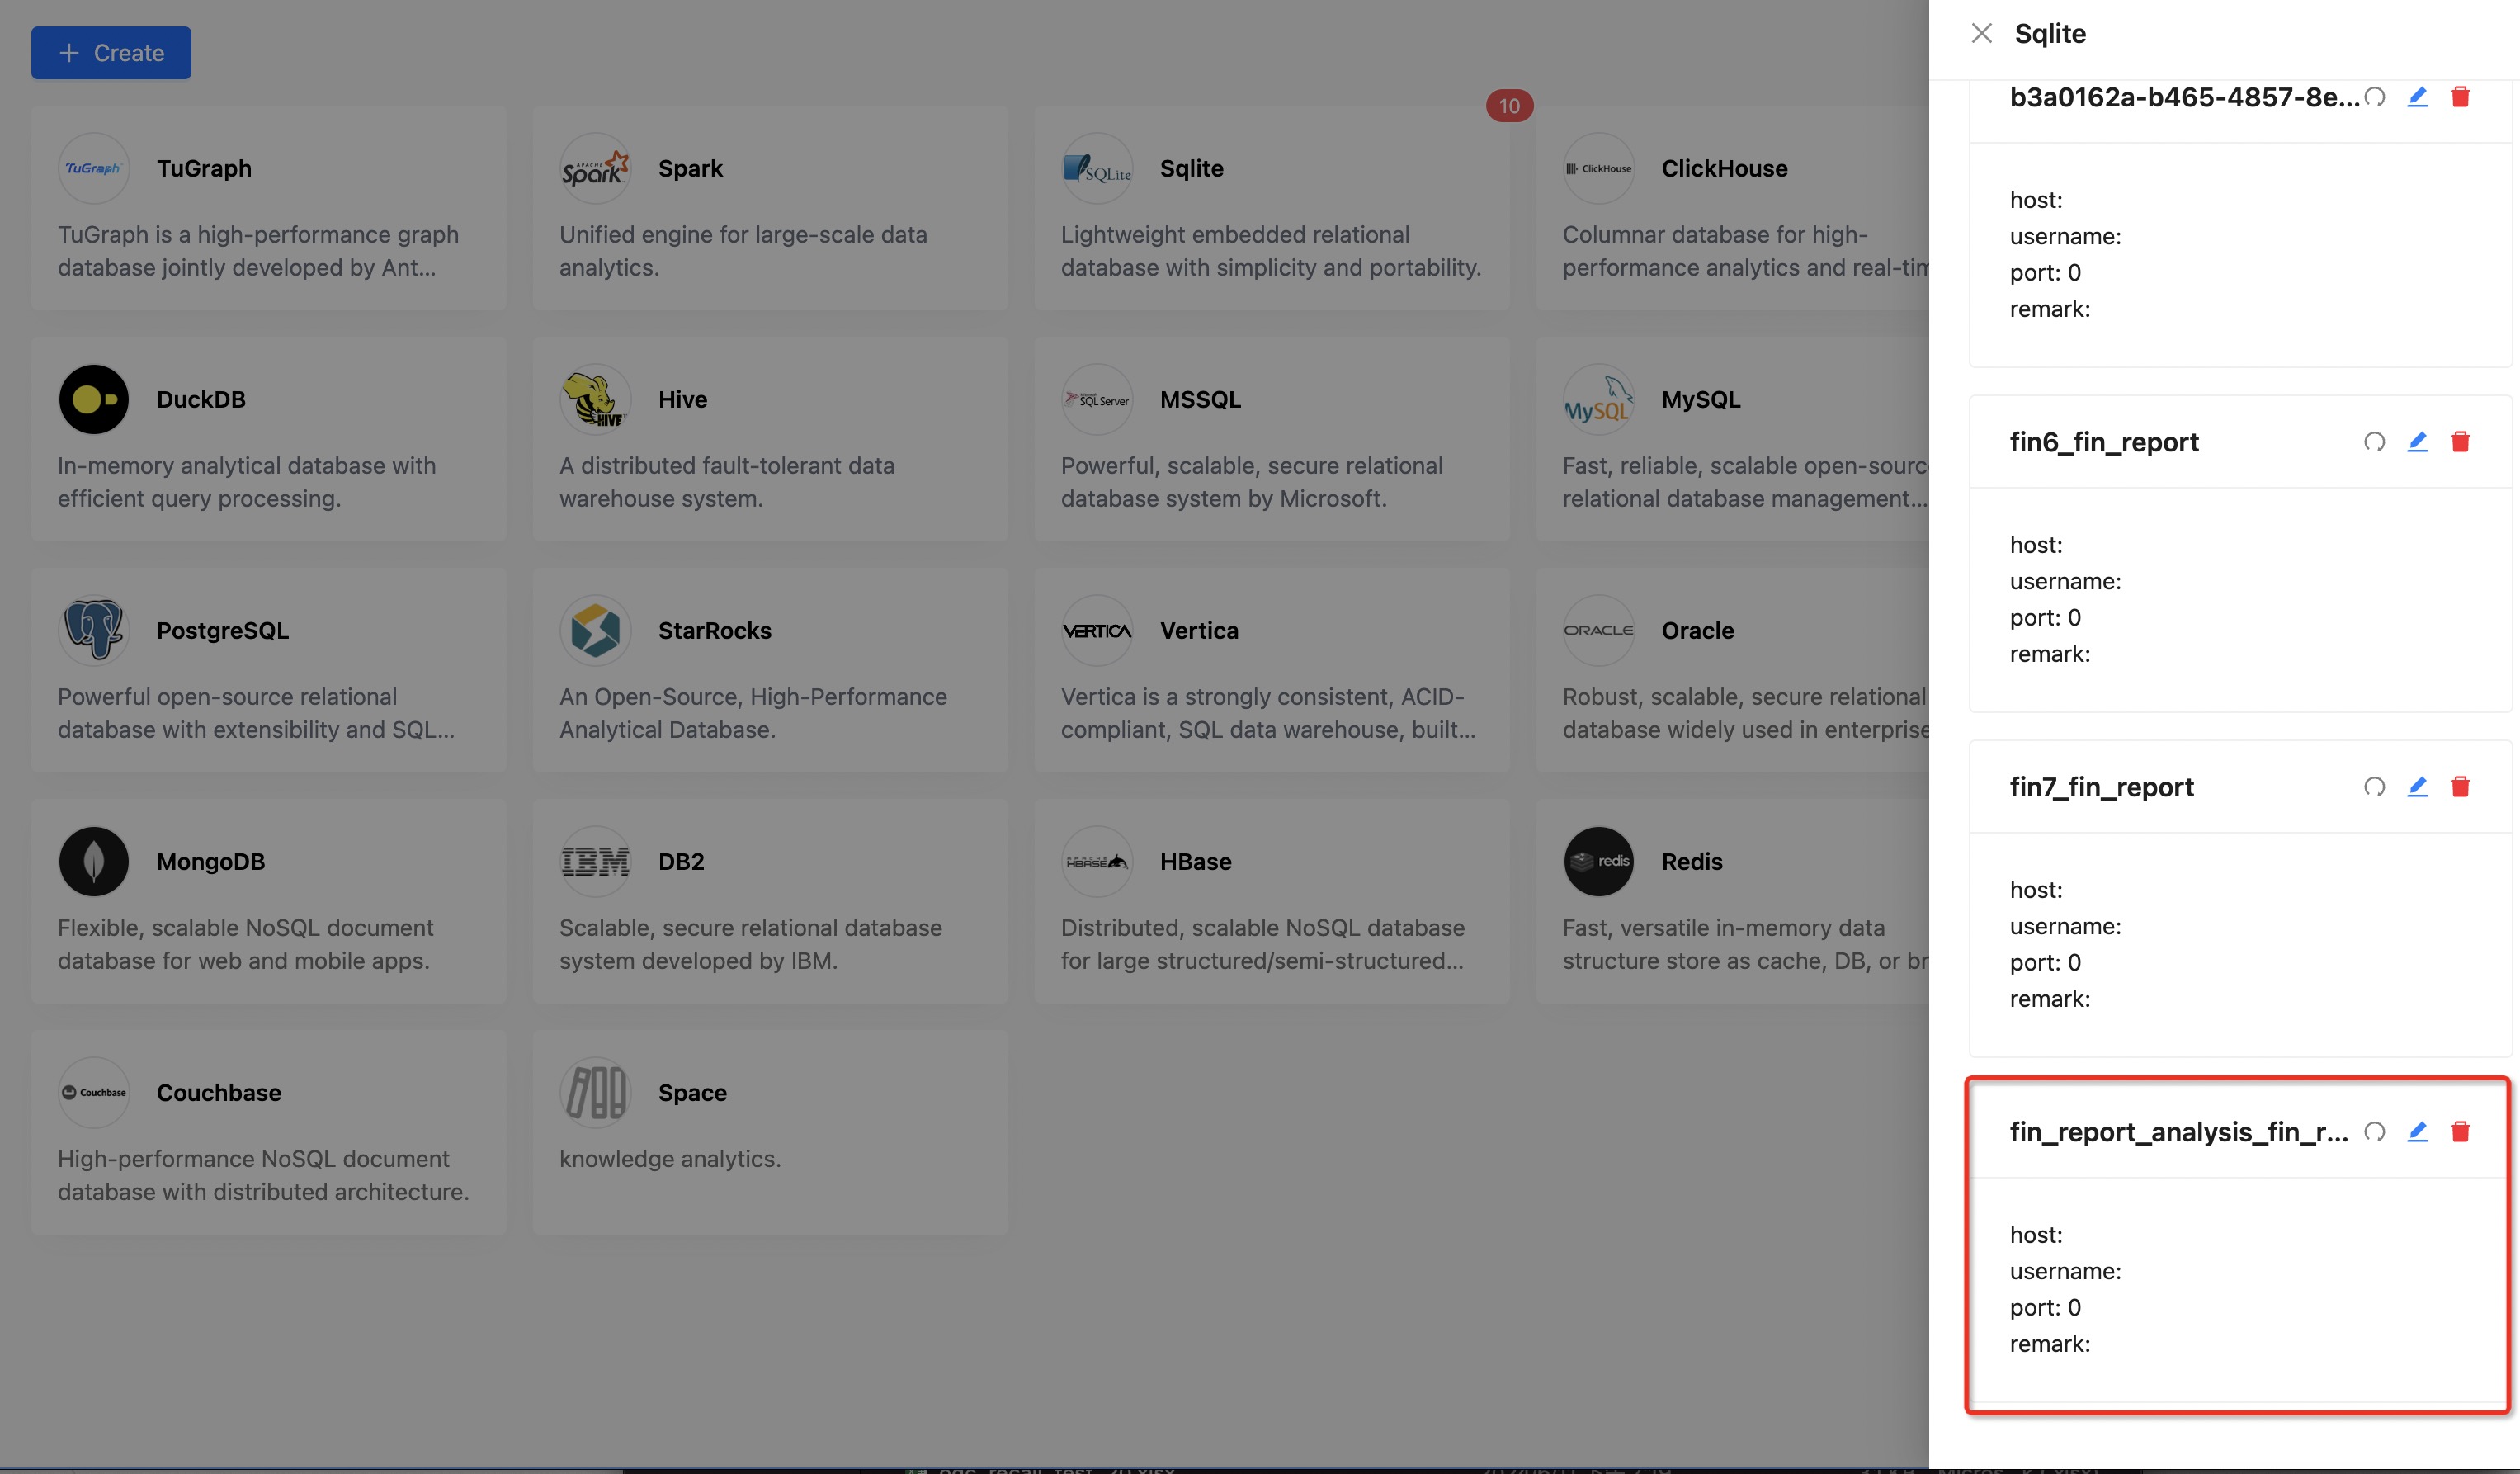 + Create
10
TuGraph
TuGraph
TuGraph is a high-performance graph
database jointly developed by Ant...
APACHE
Spark
Spark
Unified engine for large-scale data
analytics.
SQLite
Sqlite
Lightweight embedded relational
database with simplicity and portability.
ClickHouse
ClickHouse
Columnar database for high-
performance analytics and real-tim
DuckDB
In-memory analytical database with
efficient query processing.
HIVE
Hive
A distributed fault-tolerant data
warehouse system.
SQL Server
MSSQL
Powerful, scalable, secure relational
database system by Microsoft.
MySQL
MySQL
Fast, reliable, scalable open-sourc
relational database management...
PostgreSQL
Powerful open-source relational
database with extensibility and SQL...
StarRocks
An Open-Source, High-Performance
Analytical Database.
VERTICA
Vertica
Vertica is a strongly consistent, ACID-
compliant, SQL data warehouse, built...
ORACLE
Oracle
Robust, scalable, secure relational
database widely used in enterprise
MongoDB
Flexible, scalable NoSQL document
database for web and mobile apps.
IBM
DB2
Scalable, secure relational database
system developed by IBM.
APACHE
HBASE
HBase
Distributed, scalable NoSQL database
for large structured/semi-structured...
redis
Redis
Fast, versatile in-memory data
structure store as cache, DB, or br
Couchbase
Couchbase
High-performance NoSQL document
database with distributed architecture.
Space
knowledge analytics.
Sqlite
b3a0162a-b465-4857-8e...
host:
username:
port: 0
remark:
fin6_fin_report
host:
username:
port: 0
remark:
fin7_fin_report
host:
username:
port: 0
remark:
fin_report_analysis_fin_r...
host:
username:
port: 0
remark: